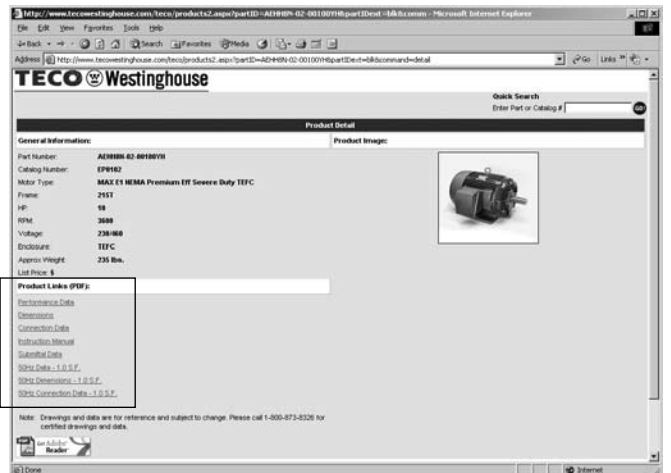 http://www.tecowestinghouse.com/teco/products2.aspx?partID=AEHH8N-02-00100YH&partDext=blk&comm - Microsoft Internet Explorer
File Edit View Favorites Tools Help
Back Search Favorites Media
Address http://www.tecowestinghouse.com/teco/products2.aspx?partID=AEHH8N-02-00100YH&partDext=blk&command=detail Go Links »
TECO Westinghouse
Quick Search
Enter Part or Catalog # GO
Product Detail
General Information: Product Image:
Part Number: AEHH8N-02-00100YH
Catalog Number: EP0102
Motor Type: MAX E1 NEMA Premium Eff Severe Duty TEFC
Frame: 215T
HP: 10
RPM: 3600
Voltage: 230/460
Enclosure: TEFC
Approx Weight: 235 lbs.
List Price: $
Product Links (PDF):
Performance Data
Dimensions
Connection Data
Instruction Manual
Submittal Data
50Hz Data - 1.0 S.F.
50Hz Dimensions - 1.0 S.F.
50Hz Connection Data - 1.0 S.F.
Note: Drawings and data are for reference and subject to change. Please call 1-800-873-8326 for
certified drawings and data.
Get Adobe
Reader
Done Internet